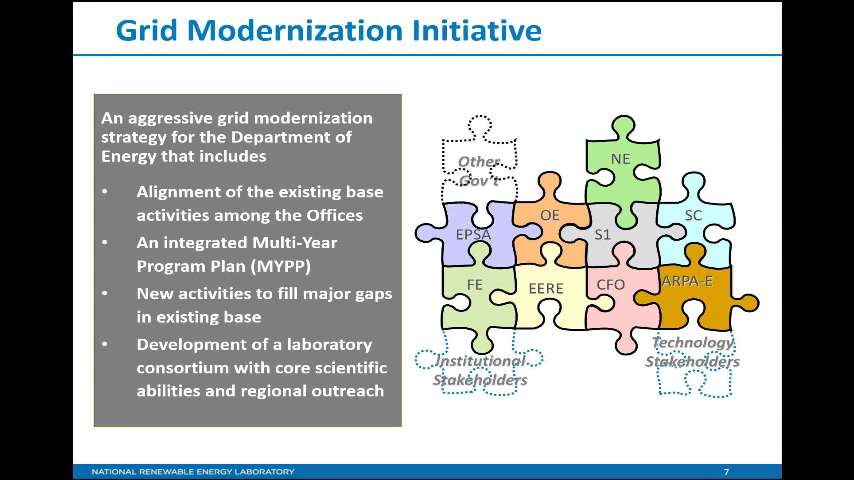 Grid Modernization Initiative
An aggressive grid modernization
strategy for the Department of
Energy that includes
• Alignment of the existing base
activities among the Offices
• An integrated Multi-Year
Program Plan (MYPP)
• New activities to fill major gaps
in existing base
• Development of a laboratory
consortium with core scientific
abilities and regional outreach
Other
Gov't
NE
EPSA
OE
S1
SC
FE
EERE
CFO
ARPA-E
Institutional
Stakeholders
Technology
Stakeholders
NATIONAL RENEWABLE ENERGY LABORATORY
7